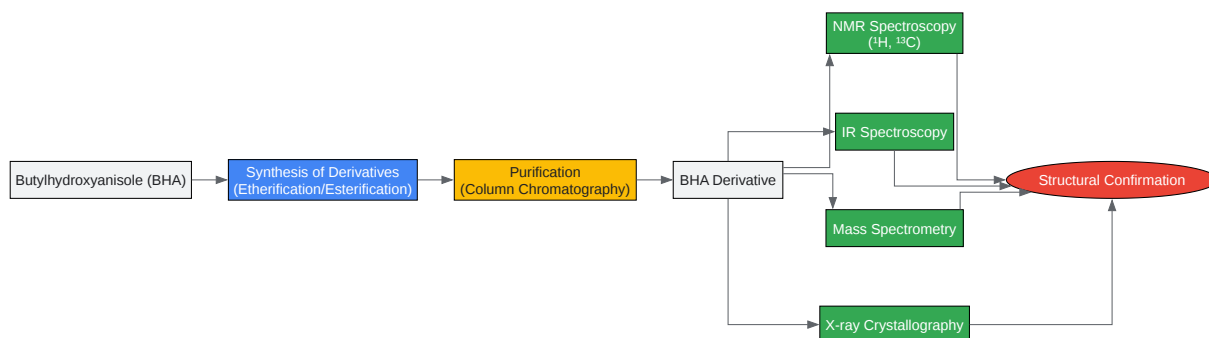 Butylhydroxyanisole (BHA)
Synthesis of Derivatives
(Etherification/Esterification)
Purification
(Column Chromatography)
BHA Derivative
NMR Spectroscopy
(¹H, ¹³C)
IR Spectroscopy
Mass Spectrometry
X-ray Crystallography
Structural Confirmation